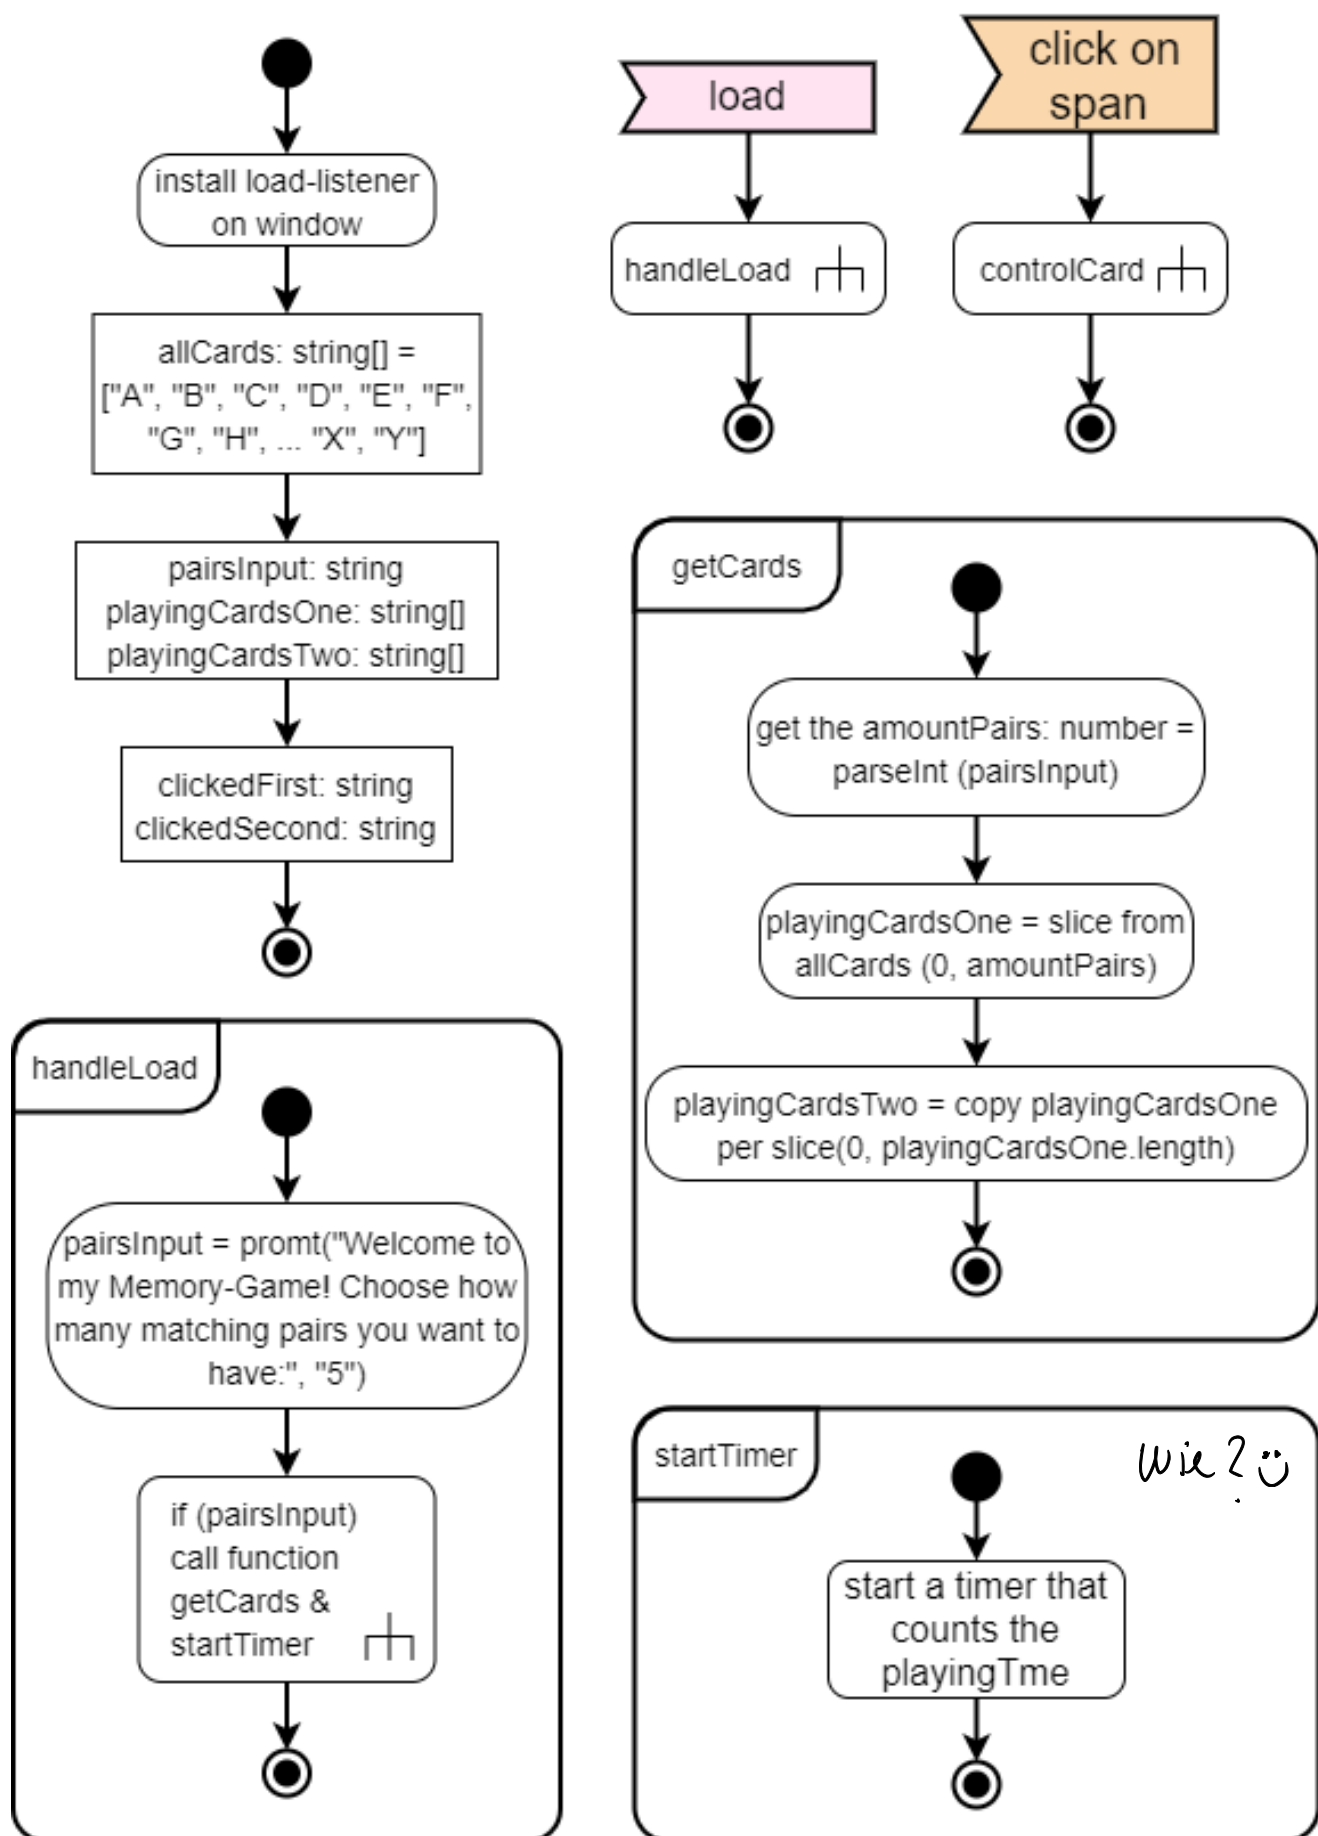 install load-listener
on window
allCards: string[] =
["A", "B", "C", "D", "E", "F",
"G", "H", ... "X", "Y"]
pairsInput: string
playingCardsOne: string[]
playingCardsTwo: string[]
clickedFirst: string
clickedSecond: string
load
handleLoad
click on
span
controlCard
getCards
get the amountPairs: number =
parseInt (pairsInput)
playingCardsOne = slice from
allCards (0, amountPairs)
playingCardsTwo = copy playingCardsOne
per slice(0, playingCardsOne.length)
handleLoad
pairsInput = promt("Welcome to
my Memory-Game! Choose how
many matching pairs you want to
have:", "5")
if (pairsInput)
call function
getCards &
startTimer
startTimer
Wie?
start a timer that
counts the
playingTme